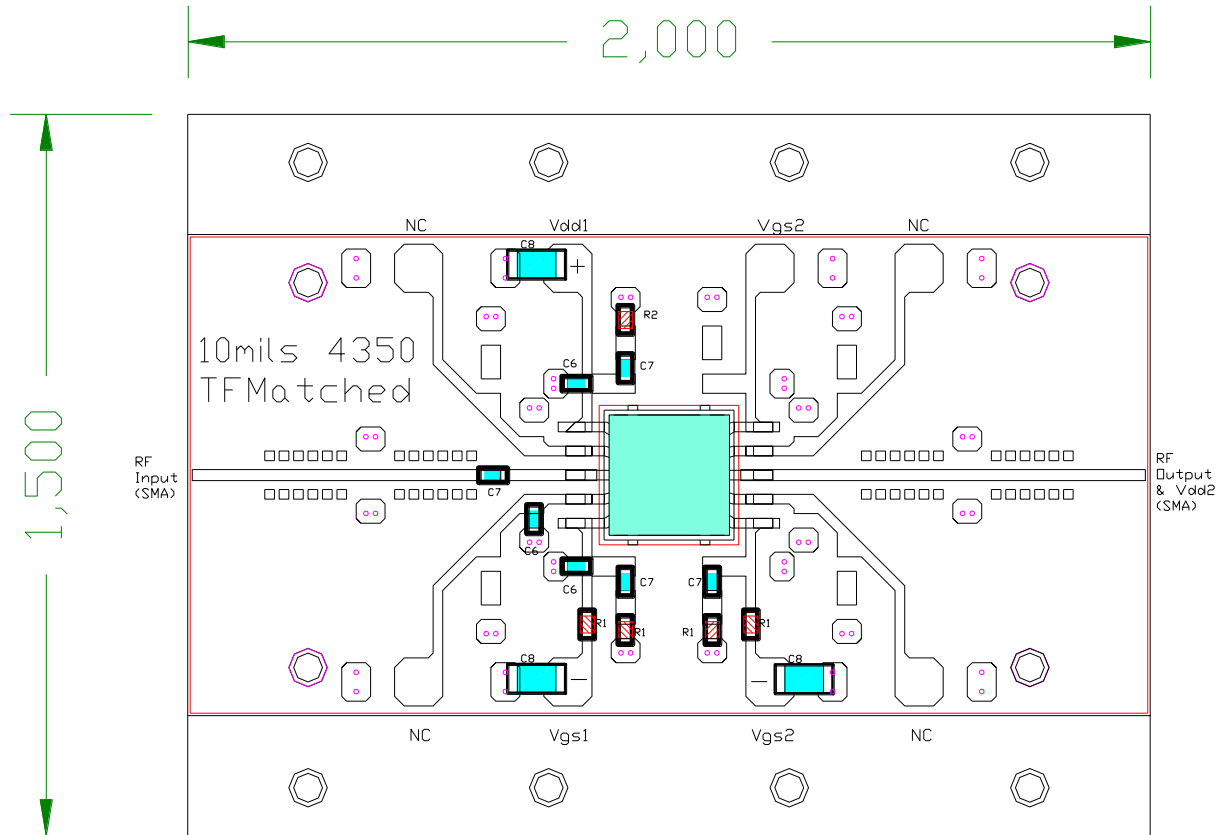 2,000
NC
Vdd1
Vgs2
NC
C8
+
R2
10mils 4350
TFMatched
C6
C7
1,500
RF
Input
(SMA)
C7
RF
Output
& Vdd2
(SMA)
C6
C6
C7
C7
R1
R1
R1
R1
C8
−
−
C8
NC
Vgs1
Vgs2
NC